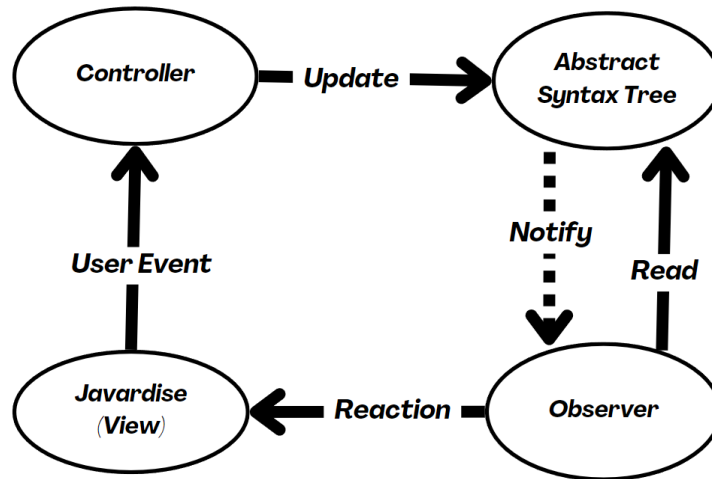 Controller
Update
Abstract
Syntax Tree
User Event
Notify
Read
Javardise
(View)
Reaction
Observer